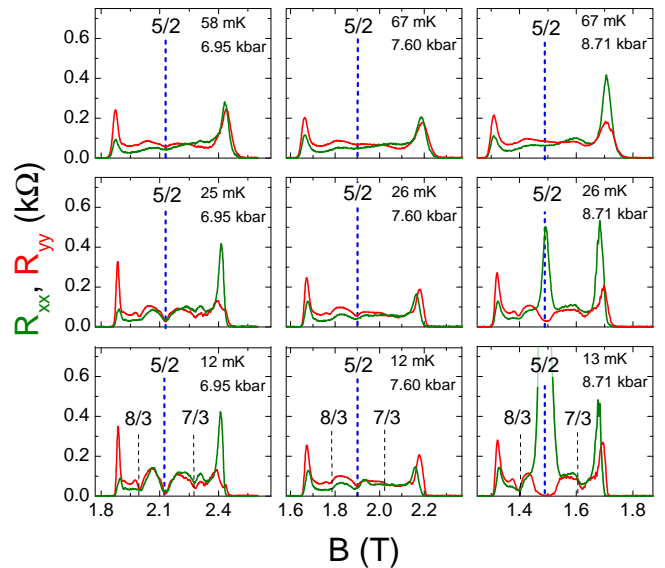 0.6
0.4
0.2
0.0
5/2
58 mK
6.95 kbar
5/2
67 mK
7.60 kbar
5/2
67 mK
8.71 kbar
0.6
0.4
0.2
0.0
5/2
25 mK
6.95 kbar
5/2
26 mK
7.60 kbar
5/2
26 mK
8.71 kbar
0.6
0.4
0.2
0.0
5/2
12 mK
6.95 kbar
8/3
7/3
5/2
12 mK
7.60 kbar
8/3
7/3
5/2
13 mK
8.71 kbar
8/3
7/3
1.8 2.1 2.4
1.6 1.8 2.0 2.2
1.4 1.6 1.8
Rxx, Ryy (kΩ)
B (T)